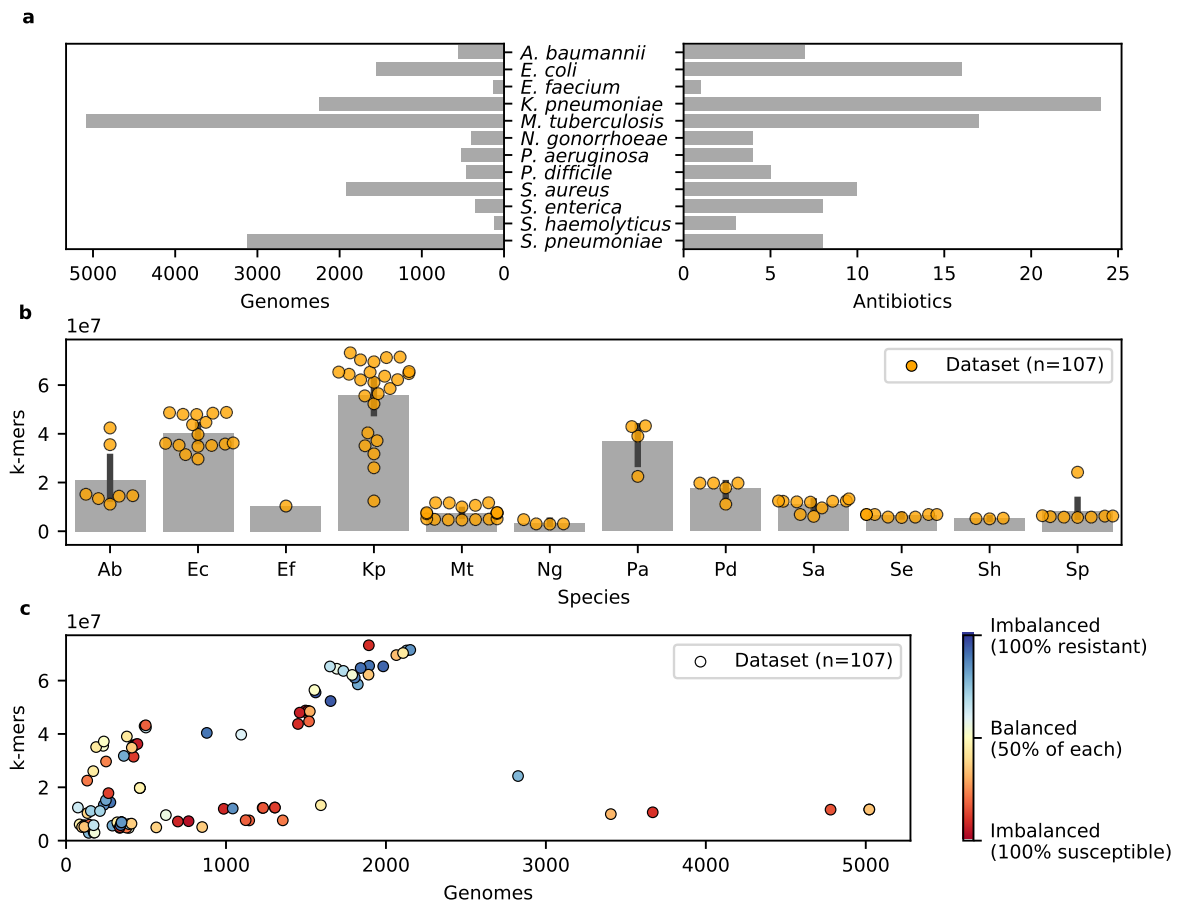 a
A. baumannii
E. coli
E. faecium
K. pneumoniae
M. tuberculosis
N. gonorrhoeae
P. aeruginosa
P. difficile
S. aureus
S. enterica
S. haemolyticus
S. pneumoniae
5000 4000 3000 2000 1000 0
Genomes
0 5 10 15 20 25
Antibiotics
b
1e7
Dataset (n=107)
6
4
2
0
k-mers
Ab Ec Ef Kp Mt Ng Pa Pd Sa Se Sh Sp
Species
c
1e7
Dataset (n=107)
6
4
2
0
k-mers
0 1000 2000 3000 4000 5000
Genomes
Imbalanced
(100% resistant)
Balanced
(50% of each)
Imbalanced
(100% susceptible)